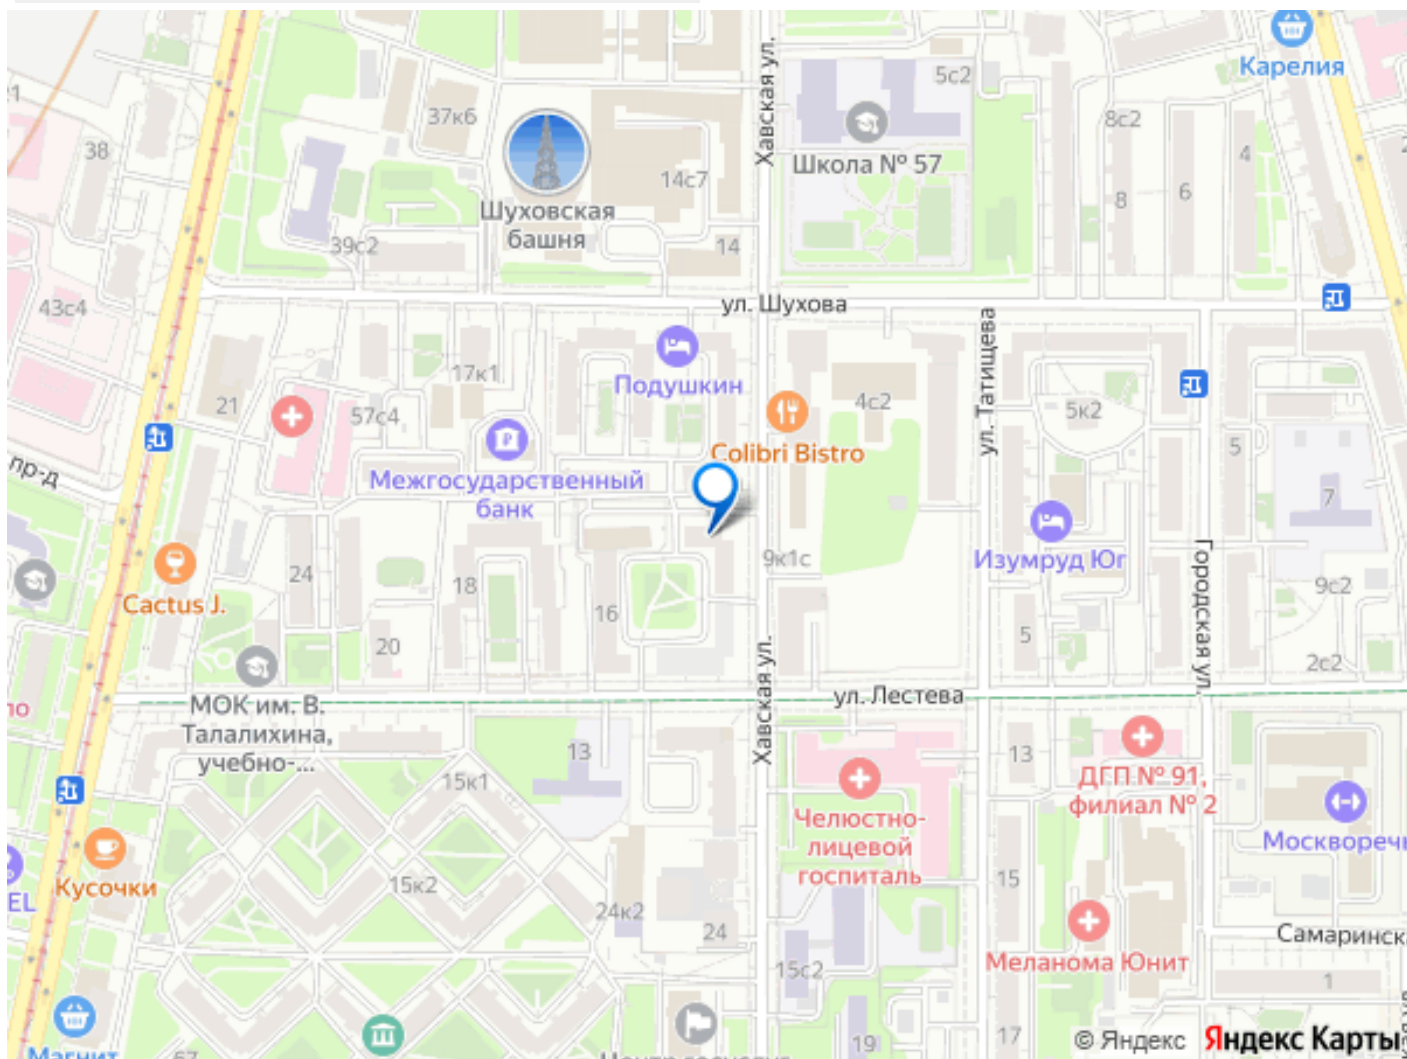 Карелия
5с2
Хавская ул.
37к6
8с2
38
Школа № 57
4
14с7
6
8
Шуховская
башня
39с2
14
43с4
ул. Шухова
ул. Татищева
Подушкин
17к1
21
57с4
4с2
5к2
5
Colibri Bistro
пр-д
Межгосударственный
банк
7
Изумруд Юг
9к1с
24
18
16
Городская ул.
9с2
Cactus J.
5
20
2с2
Хавская ул.
ул. Лестева
МОК им. В.
Талалихина,
учебно-...
13
13
15к1
ДГП № 91,
филиал № 2
Челюстно-
лицевой
госпиталь
Москворечь
Кусочки
15к2
15
EL
24к2
24
Самаринск
Меланома Юнит
15с2
1
17
19
© Яндекс
Яндекс Карты
Магнит
67